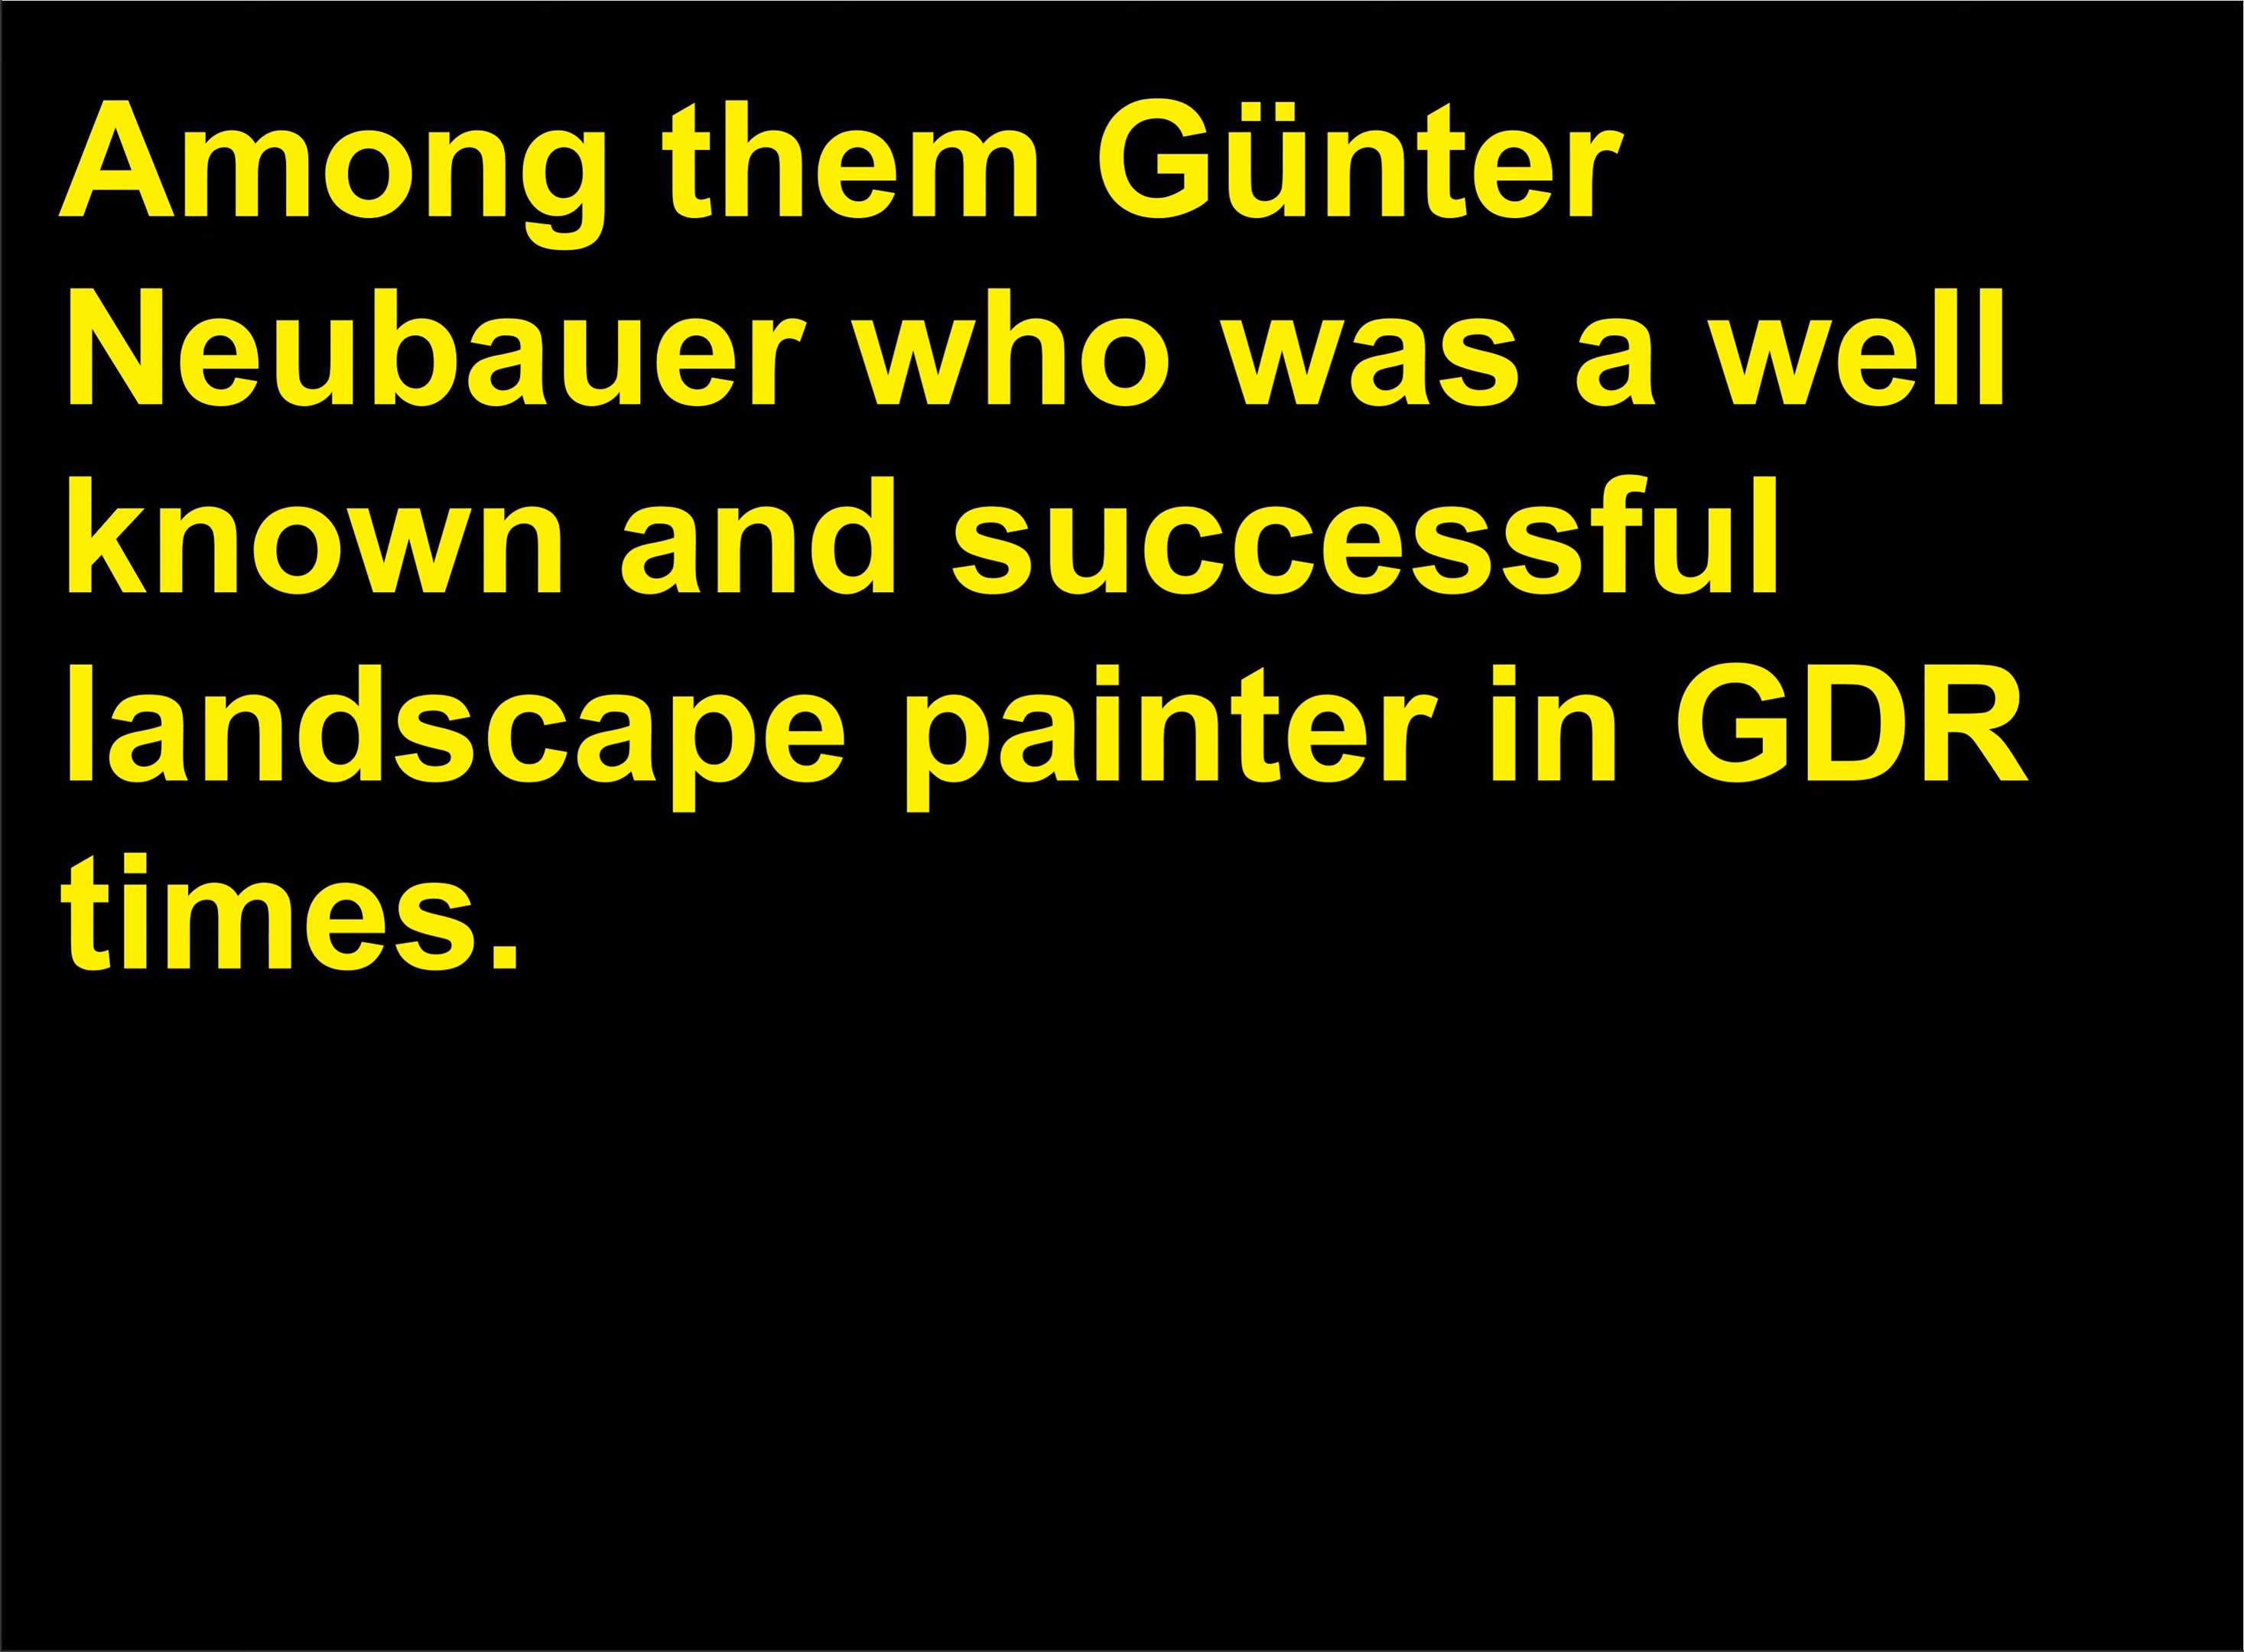 Among them Günter
Neubauer who was a well
known and successful
landscape painter in GDR
times.